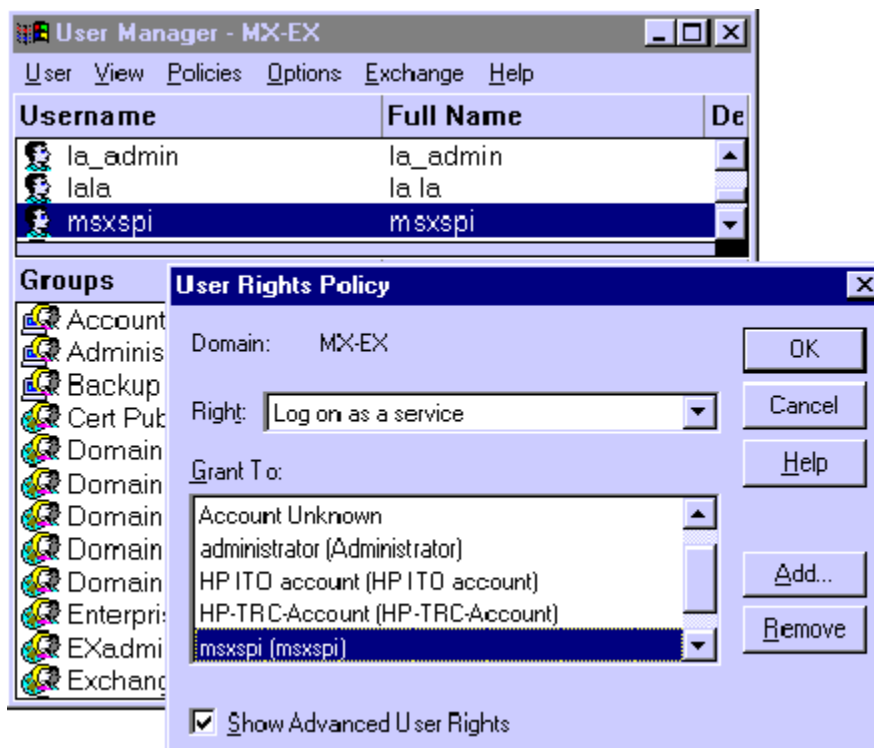 User Manager - MX-EX
User View Policies Options Exchange Help
Username Full Name De
la_admin la_admin
lala la la
msxspi msxspi
Groups
Account
Adminis
Backup
Cert Pub
Domain
Domain
Domain
Domain
Domain
Enterpri
EXadmi
Exchang
User Rights Policy
Domain: MX-EX
Right: Log on as a service
Grant To:
Account Unknown
administrator (Administrator)
HP ITO account (HP ITO account)
HP-TRC-Account (HP-TRC-Account)
msxspi (msxspi)
Show Advanced User Rights
OK
Cancel
Help
Add...
Remove